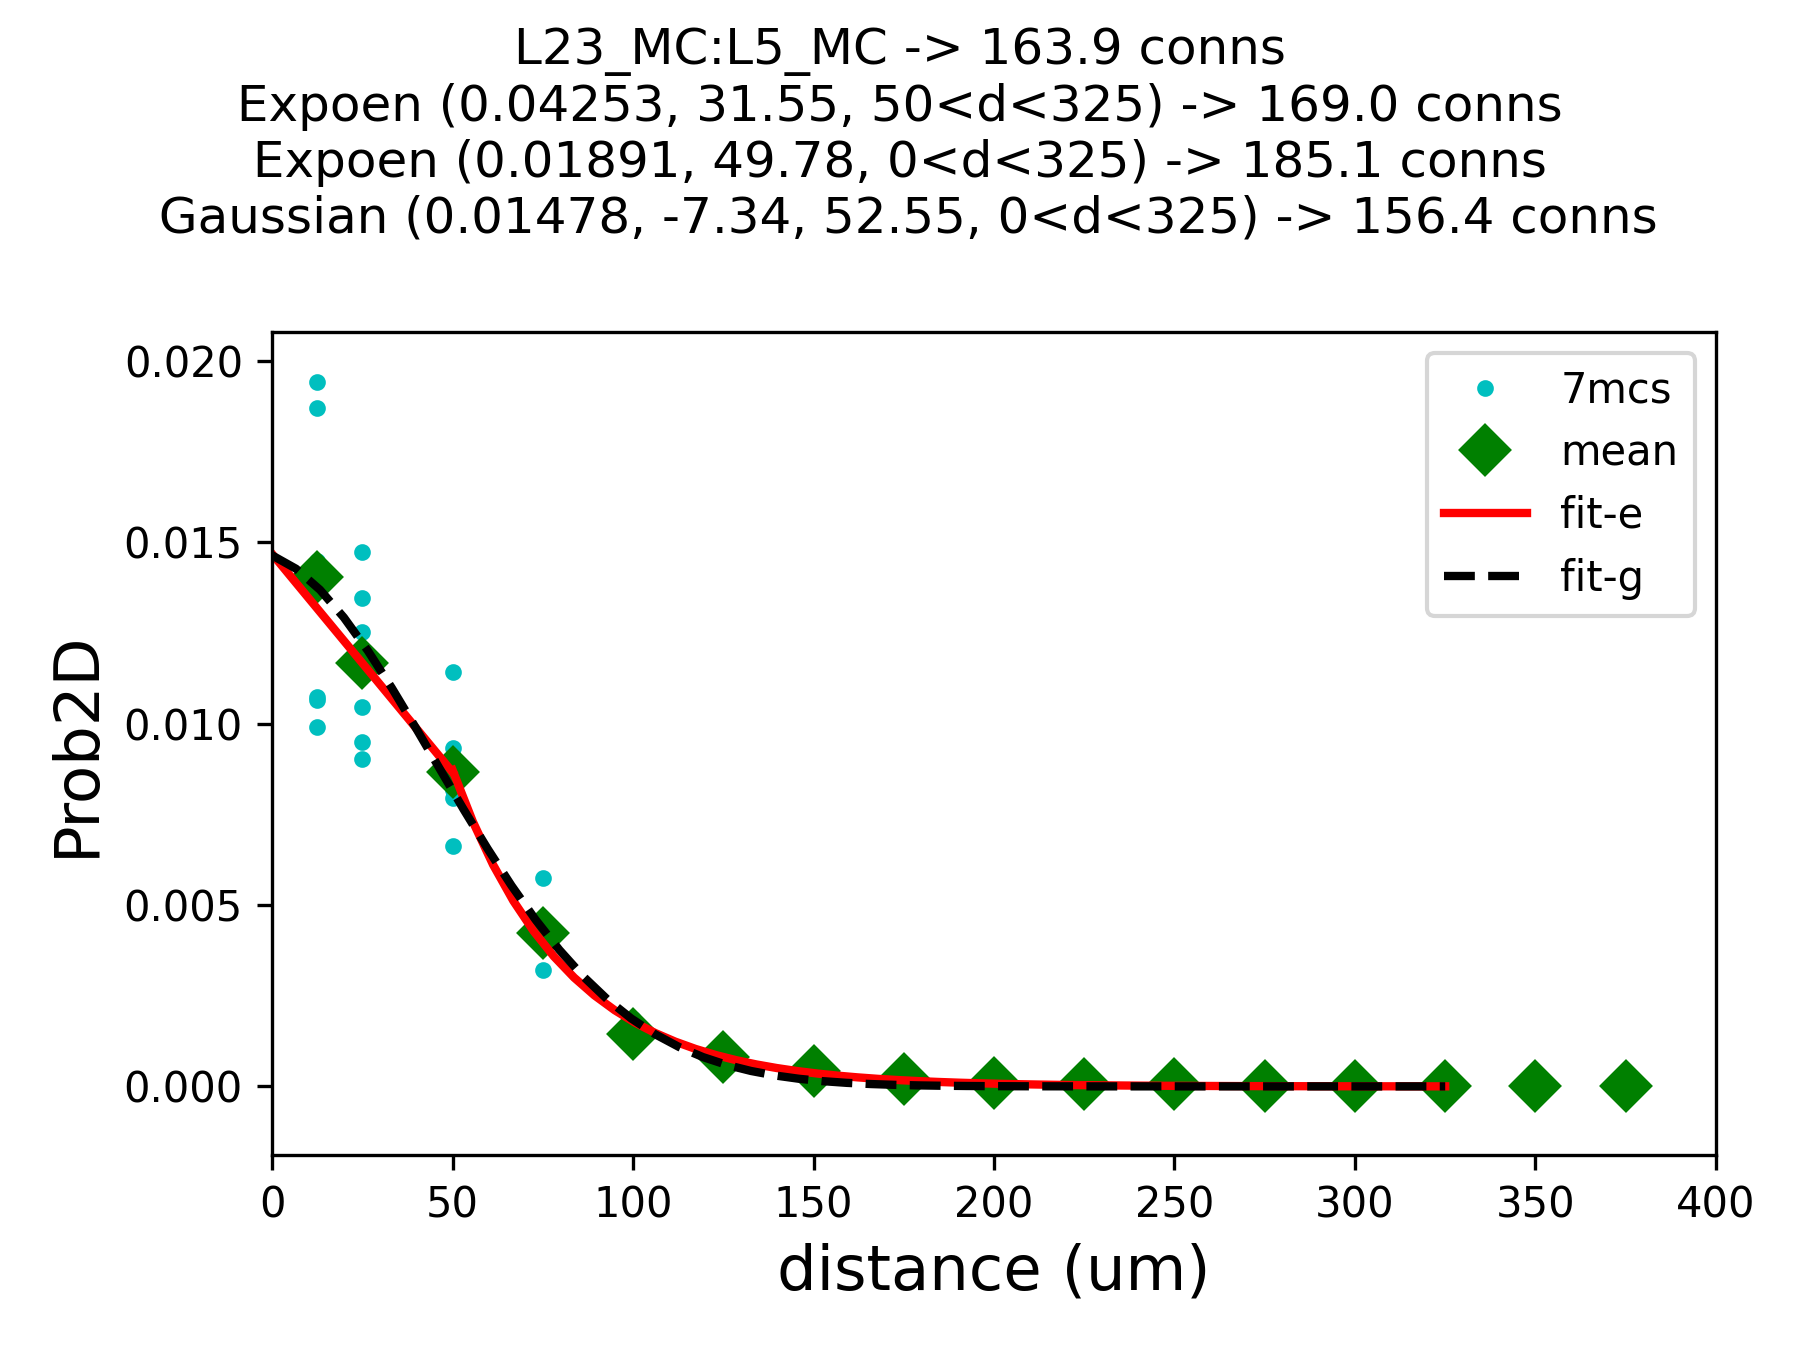 L23_MC:L5_MC -> 163.9 conns
Expoen (0.04253, 31.55, 50<d<325) -> 169.0 conns
Expoen (0.01891, 49.78, 0<d<325) -> 185.1 conns
Gaussian (0.01478, -7.34, 52.55, 0<d<325) -> 156.4 conns
7mcs
mean
fit-e
fit-g
Prob2D
0.020
0.015
0.010
0.005
0.000
0 50 100 150 200 250 300 350 400
distance (um)